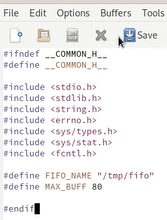 File Edit Options Buffers Tools
Save
#ifndef __COMMON_H__
#define __COMMON_H__
#include <stdio.h>
#include <stdlib.h>
#include <string.h>
#include <errno.h>
#include <sys/types.h>
#include <sys/stat.h>
#include <fcntl.h>
#define FIFO_NAME "/tmp/fifo"
#define MAX_BUFF 80
#endif